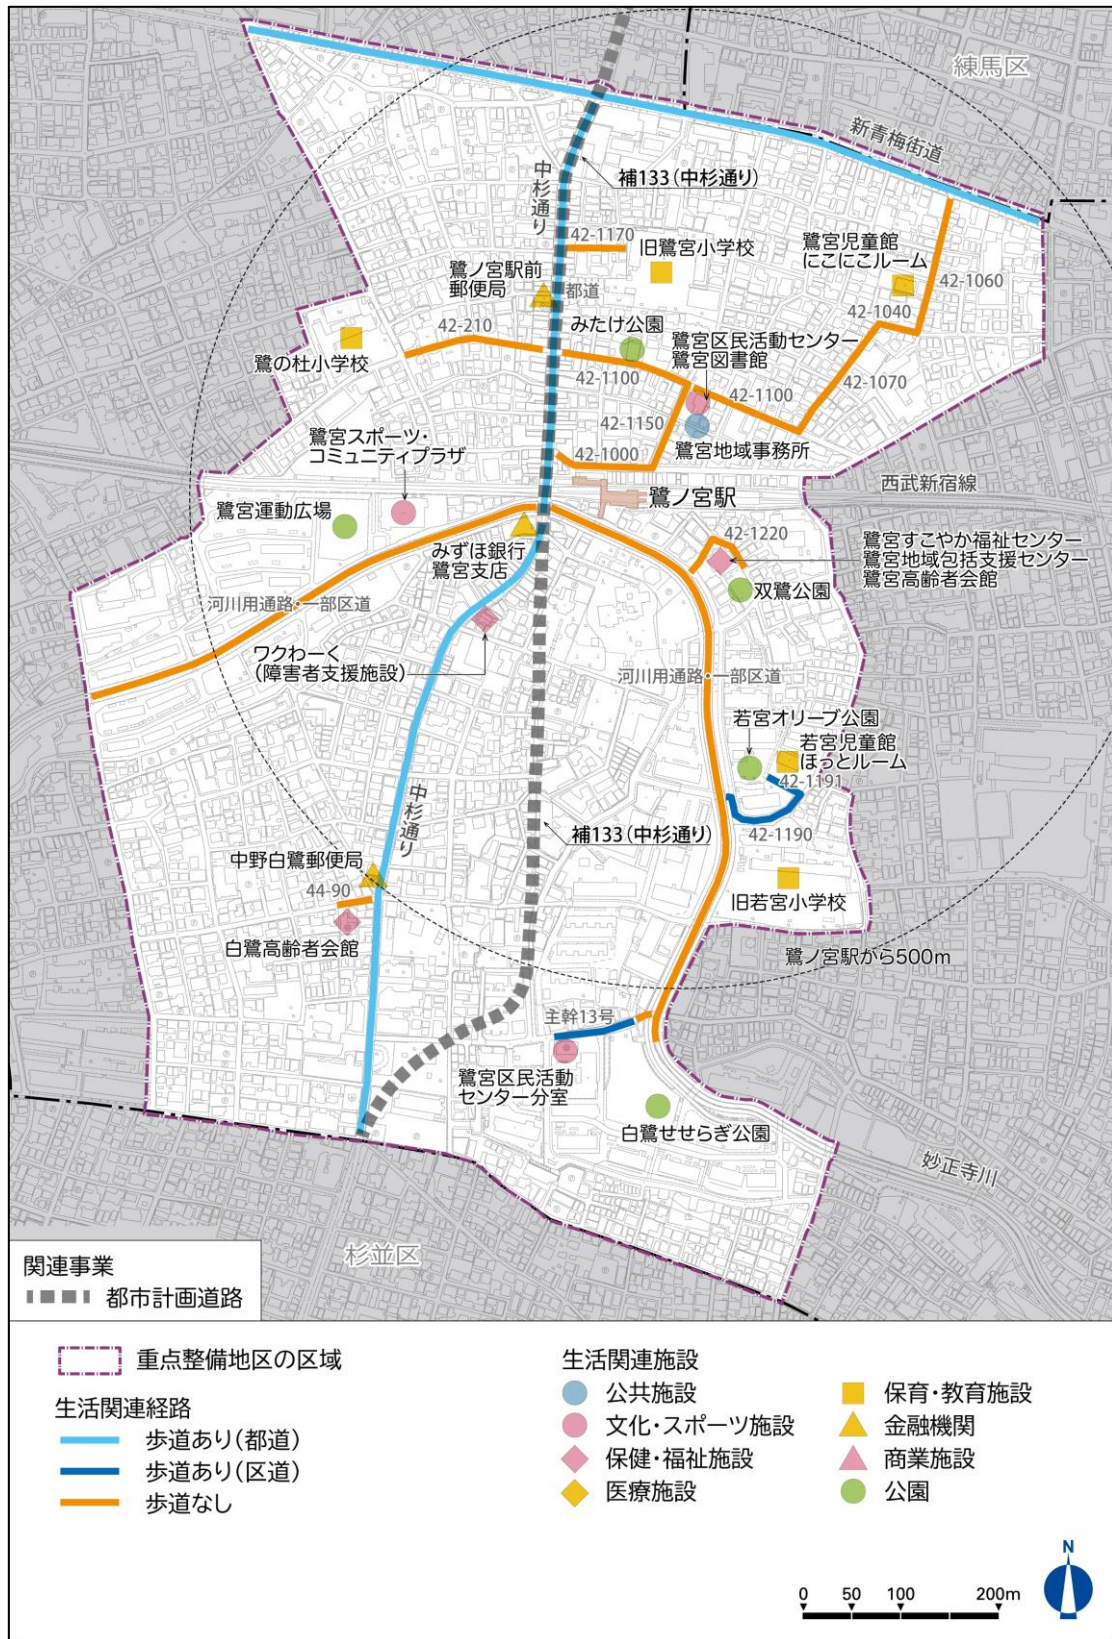 練馬区
新青梅街道
中杉通り
補133(中杉通り)
42-1170
旧鷺宮小学校
鷺宮児童館
にこにこルーム
42-1060
鷺ノ宮駅前
郵便局
都道
42-1040
42-210
みたけ公園
鷺宮区民活動センター
鷺宮図書館
鷺の杜小学校
42-1100
42-1100
42-1070
42-1150
鷺宮スポーツ・
コミュニティプラザ
42-1000
鷺宮地域事務所
西武新宿線
鷺ノ宮駅
鷺宮運動広場
42-1220
みずほ銀行
鷺宮支店
鷺宮すこやか福祉センター
鷺宮地域包括支援センター
鷺宮高齢者会館
双鷺公園
河川用通路・一部区道
ワクわーく
(障害者支援施設)
河川用通路・一部区道
若宮オリーブ公園
若宮児童館
ほっとルーム
42-1191
中杉通り
補133(中杉通り)
42-1190
中野白鷺郵便局
44-90
旧若宮小学校
白鷺高齢者会館
鷺ノ宮駅から500m
主幹13号
鷺宮区民活動
センター分室
白鷺せせらぎ公園
妙正寺川
杉並区
関連事業
都市計画道路
重点整備地区の区域
生活関連経路
歩道あり(都道)
歩道あり(区道)
歩道なし
生活関連施設
公共施設
文化・スポーツ施設
保健・福祉施設
医療施設
保育・教育施設
金融機関
商業施設
公園
N
0 50 100 200m